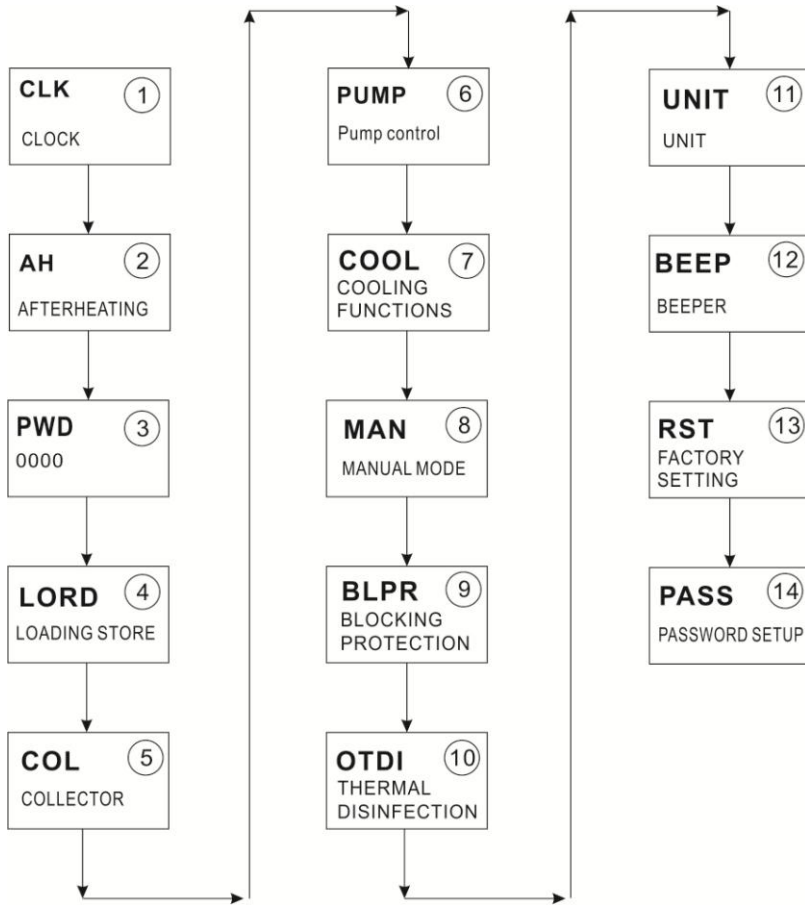 CLK
1
CLOCK
AH
2
AFTERHEATING
PWD
3
0000
LORD
4
LOADING STORE
COL
5
COLLECTOR
PUMP
6
Pump control
COOL
7
COOLING
FUNCTIONS
MAN
8
MANUAL MODE
BLPR
9
BLOCKING
PROTECTION
OTDI
10
THERMAL
DISINFECTION
UNIT
11
UNIT
BEEP
12
BEEPER
RST
13
FACTORY
SETTING
PASS
14
PASSWORD SETUP